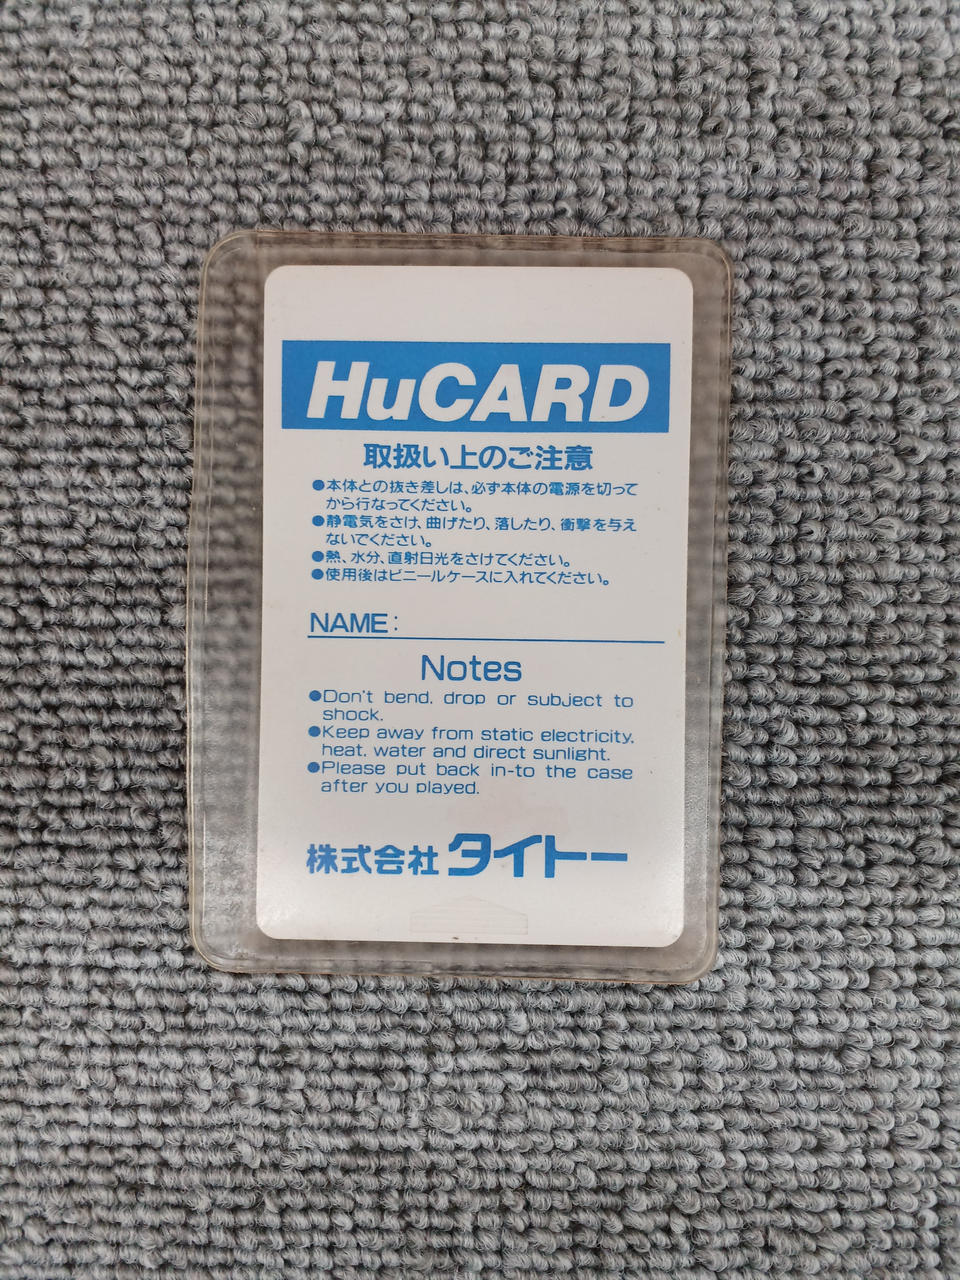 HuCARD
取扱い上のご注意
●本体との抜き差しは、必ず本体の電源を切って
から行なってください。
●静電気をさけ、曲げたり、落したり、衝撃を与え
ないでください。
●熱、水分、直射日光をさけてください。
●使用後はビニールケースに入れてください。
NAME:
Notes
●Don't bend, drop or subject to
shock.
●Keep away from static electricity,
heat, water and direct sunlight.
●Please put back in-to the case
after you played.
株式会社 タイトー